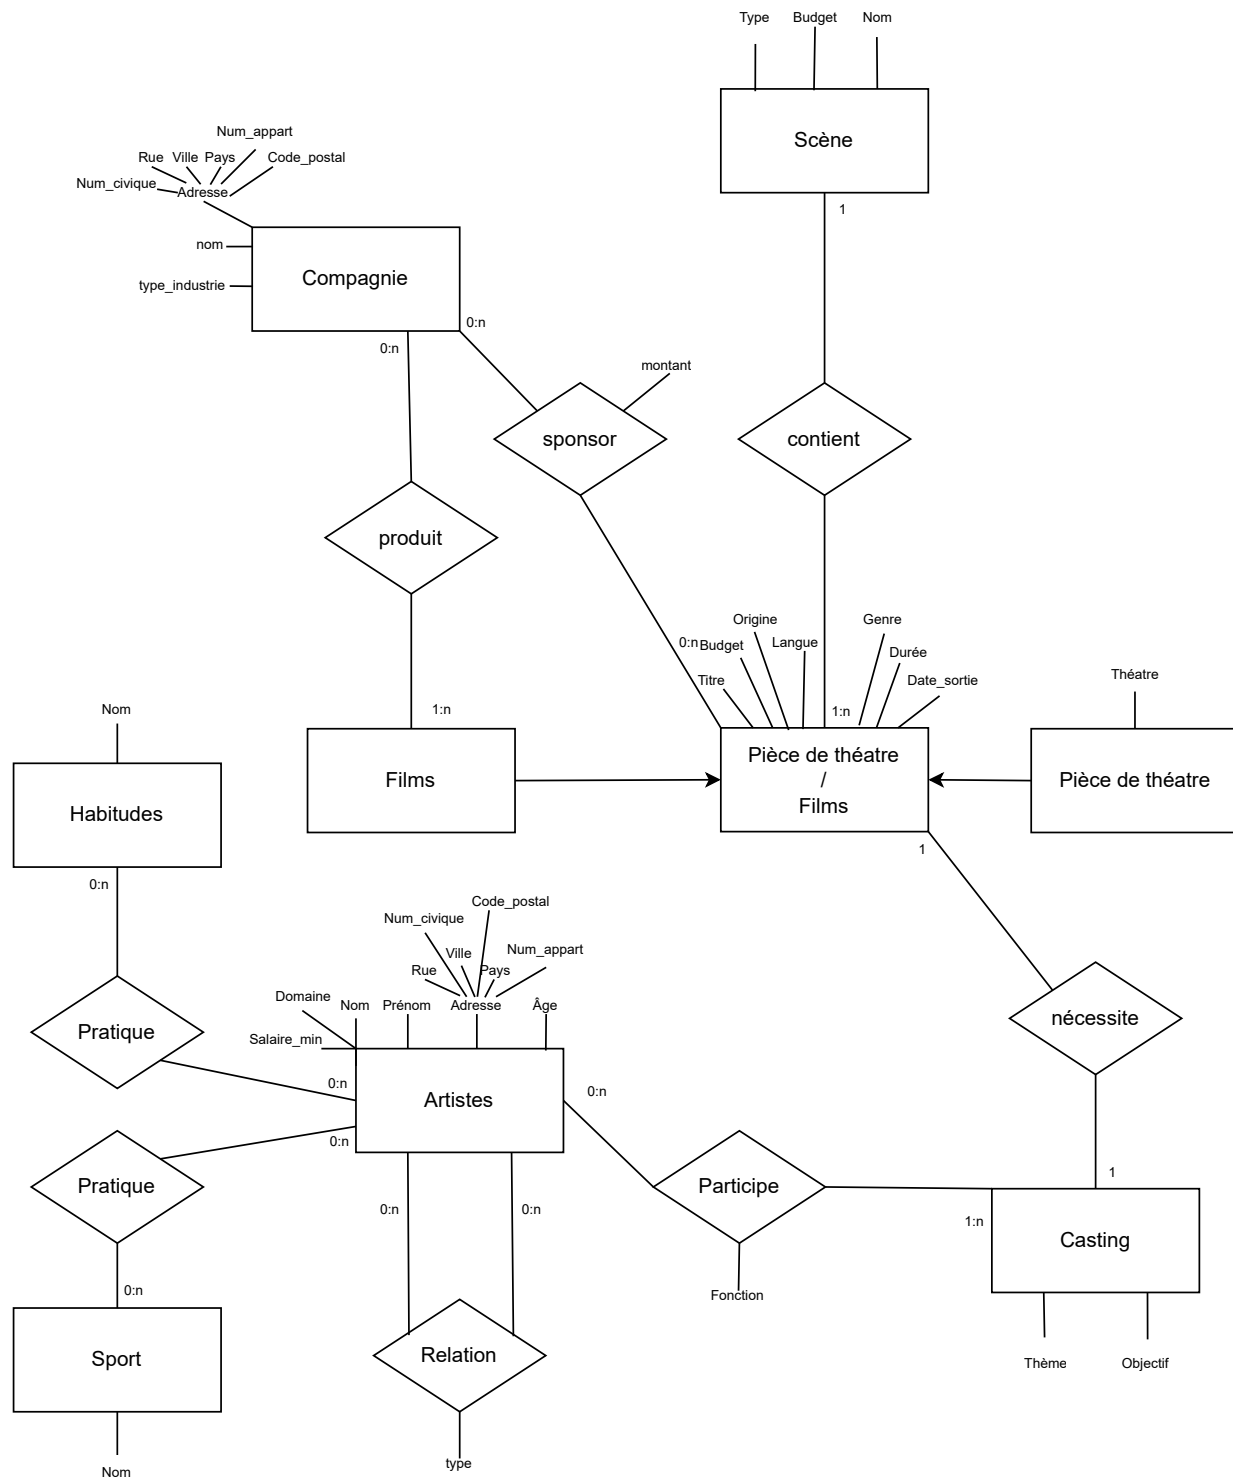 Type
Budget
Nom
Scène
1
Num_appart
Rue
Ville
Pays
Code_postal
Num_civique
Adresse
nom
type_industrie
Compagnie
0:n
0:n
montant
sponsor
contient
produit
Origine
Genre
0:n
Budget
Langue
Durée
Titre
Date_sortie
Théatre
1:n
1:n
Nom
Films
Pièce de théatre
/
Films
Pièce de théatre
Habitudes
1
0:n
Code_postal
Num_civique
Ville
Num_appart
Rue
Pays
Domaine
Nom
Prénom
Adresse
Âge
Salaire_min
nécessite
Pratique
0:n
0:n
Artistes
0:n
Pratique
Participe
1
0:n
0:n
1:n
Casting
0:n
Fonction
Sport
Relation
Thème
Objectif
type
Nom